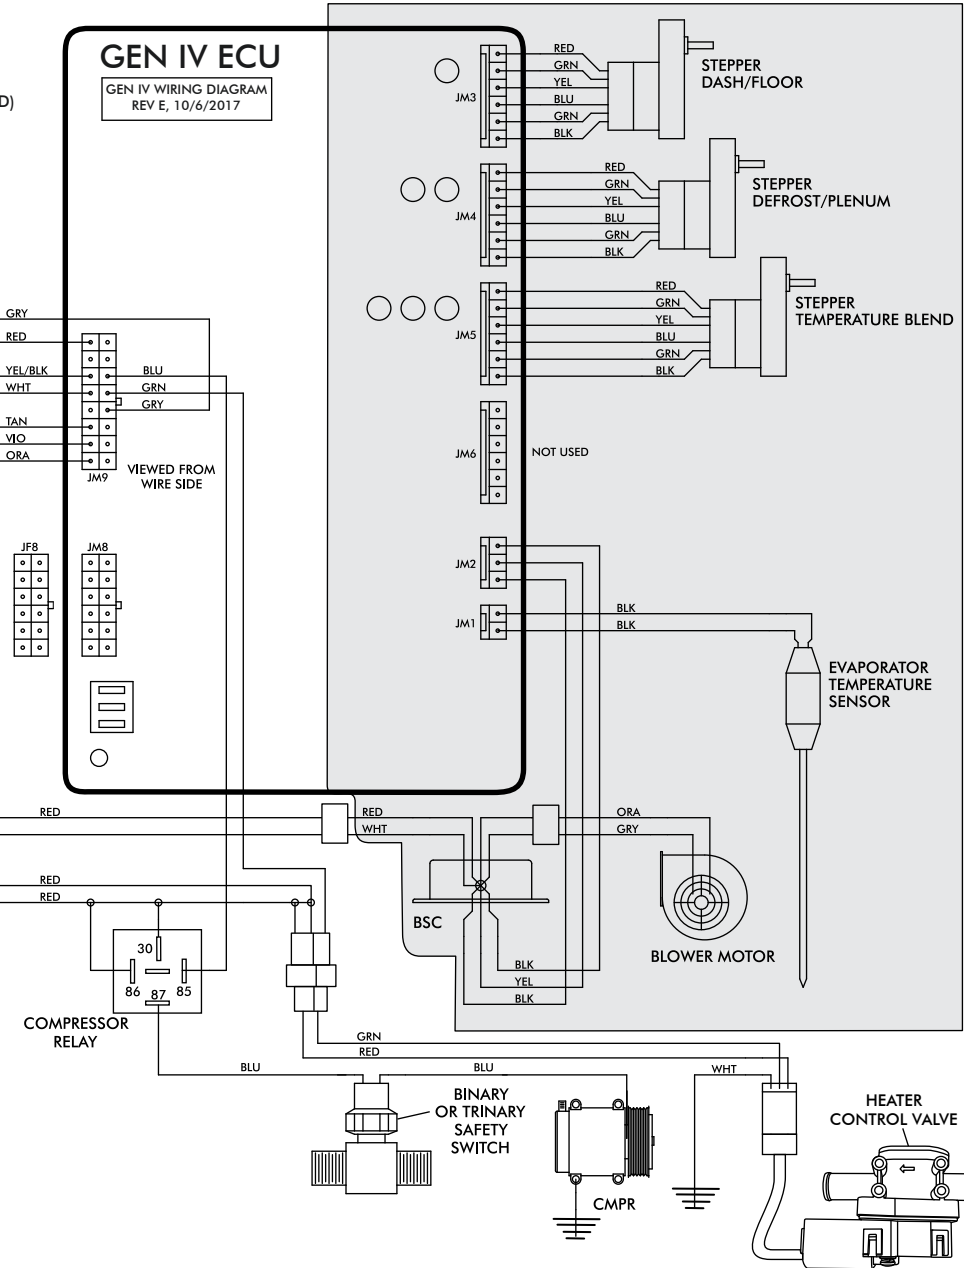 GEN IV ECU
GEN IV WIRING DIAGRAM
REV E, 10/6/2017
D)
JM3
RED
GRN
YEL
BLU
GRN
BLK
STEPPER
DASH/FLOOR
JM4
RED
GRN
YEL
BLU
GRN
BLK
STEPPER
DEFROST/PLENUM
JM5
RED
GRN
YEL
BLU
GRN
BLK
STEPPER
TEMPERATURE BLEND
GRY
RED
YEL/BLK
WHT
TAN
VIO
ORA
BLU
GRN
GRY
JM9
VIEWED FROM
WIRE SIDE
JM6
NOT USED
JF8
JM8
JM2
JM1
BLK
BLK
EVAPORATOR
TEMPERATURE
SENSOR
RED
RED
WHT
ORA
GRY
RED
RED
BSC
BLOWER MOTOR
30
86
87
85
COMPRESSOR
RELAY
BLK
YEL
BLK
GRN
RED
BLU
BLU
WHT
BINARY
OR TRINARY
SAFETY
SWITCH
CMPR
HEATER
CONTROL VALVE